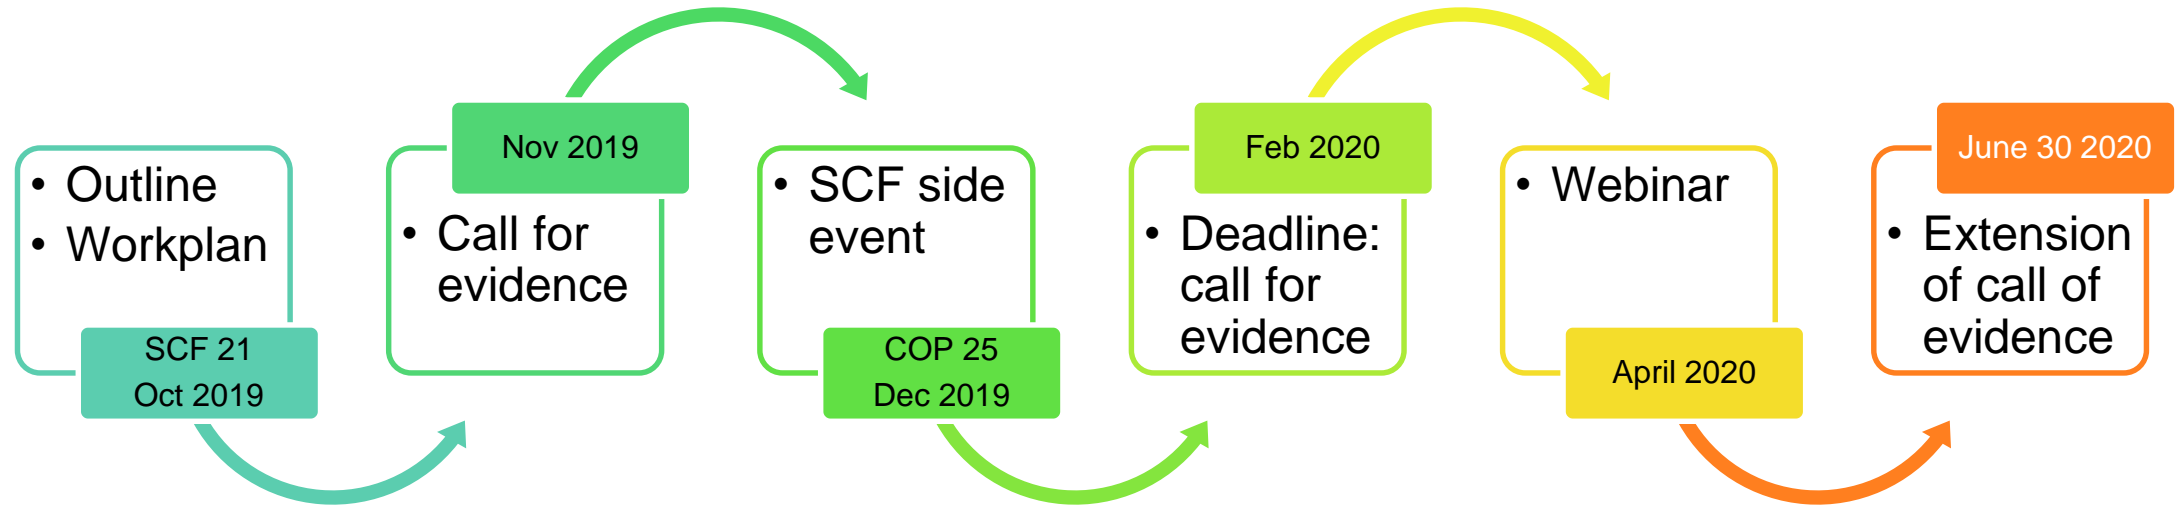 • Outline
• Workplan
SCF 21
Oct 2019
Nov 2019
• Call for
evidence
• SCF side
event
COP 25
Dec 2019
Feb 2020
• Deadline:
call for
evidence
• Webinar
April 2020
June 30 2020
• Extension
of call of
evidence